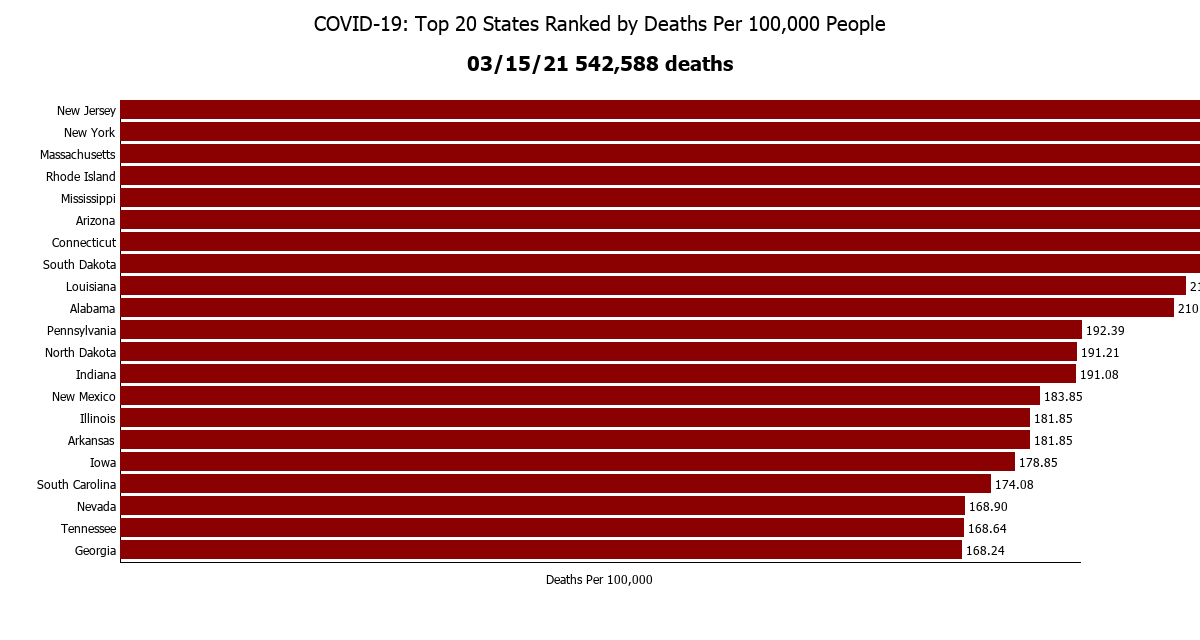 COVID-19: Top 20 States Ranked by Deaths Per 100,000 People
03/15/21 542,588 deaths
New Jersey
New York
Massachusetts
Rhode Island
Mississippi
Arizona
Connecticut
South Dakota
Louisiana 21
Alabama 210
Pennsylvania 192.39
North Dakota 191.21
Indiana 191.08
New Mexico 183.85
Illinois 181.85
Arkansas 181.85
Iowa 178.85
South Carolina 174.08
Nevada 168.90
Tennessee 168.64
Georgia 168.24
Deaths Per 100,000